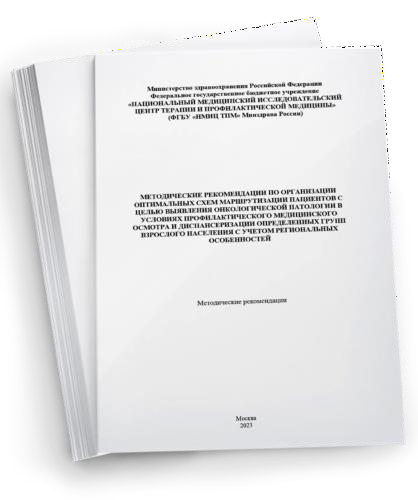 Министерство здравоохранения Российской Федерации
Федеральное государственное бюджетное учреждение
«НАЦИОНАЛЬНЫЙ МЕДИЦИНСКИЙ ИССЛЕДОВАТЕЛЬСКИЙ
ЦЕНТР ТЕРАПИИ И ПРОФИЛАКТИЧЕСКОЙ МЕДИЦИНЫ»
(ФГБУ «НМИЦ ТПМ» Минздрава России)
МЕТОДИЧЕСКИЕ РЕКОМЕНДАЦИИ ПО ОРГАНИЗАЦИИ
ОПТИМАЛЬНЫХ СХЕМ МАРШРУТИЗАЦИИ ПАЦИЕНТОВ С
ЦЕЛЬЮ ВЫЯВЛЕНИЯ ОНКОЛОГИЧЕСКОЙ ПАТОЛОГИИ В
УСЛОВИЯХ ПРОФИЛАКТИЧЕСКОГО МЕДИЦИНСКОГО
ОСМОТРА И ДИСПАНСЕРИЗАЦИИ ОПРЕДЕЛЕННЫХ ГРУПП
ВЗРОСЛОГО НАСЕЛЕНИЯ С УЧЕТОМ РЕГИОНАЛЬНЫХ
ОСОБЕННОСТЕЙ
Методические рекомендации
Москва
2023